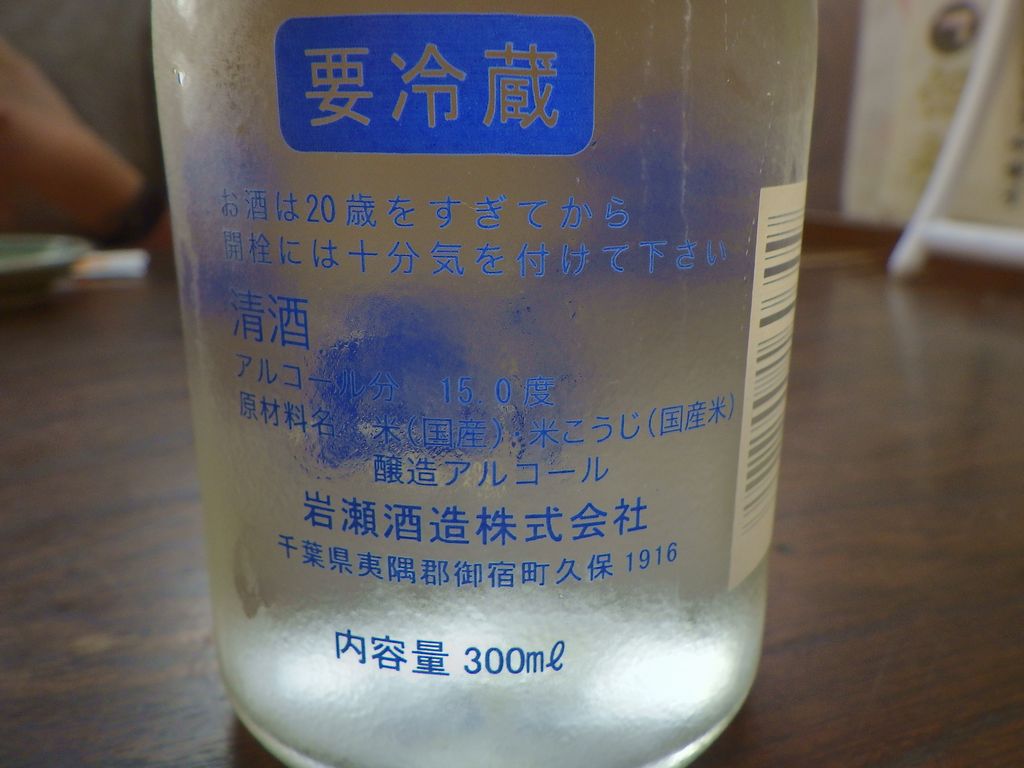 要冷蔵
お酒は20歳をすぎてから
開栓には十分気を付けて下さい
清酒
アルコール分 15.0度
原材料名 米(国産) 米こうじ(国産米)
醸造アルコール
岩瀬酒造株式会社
千葉県夷隅郡御宿町久保1916
内容量 300mℓ